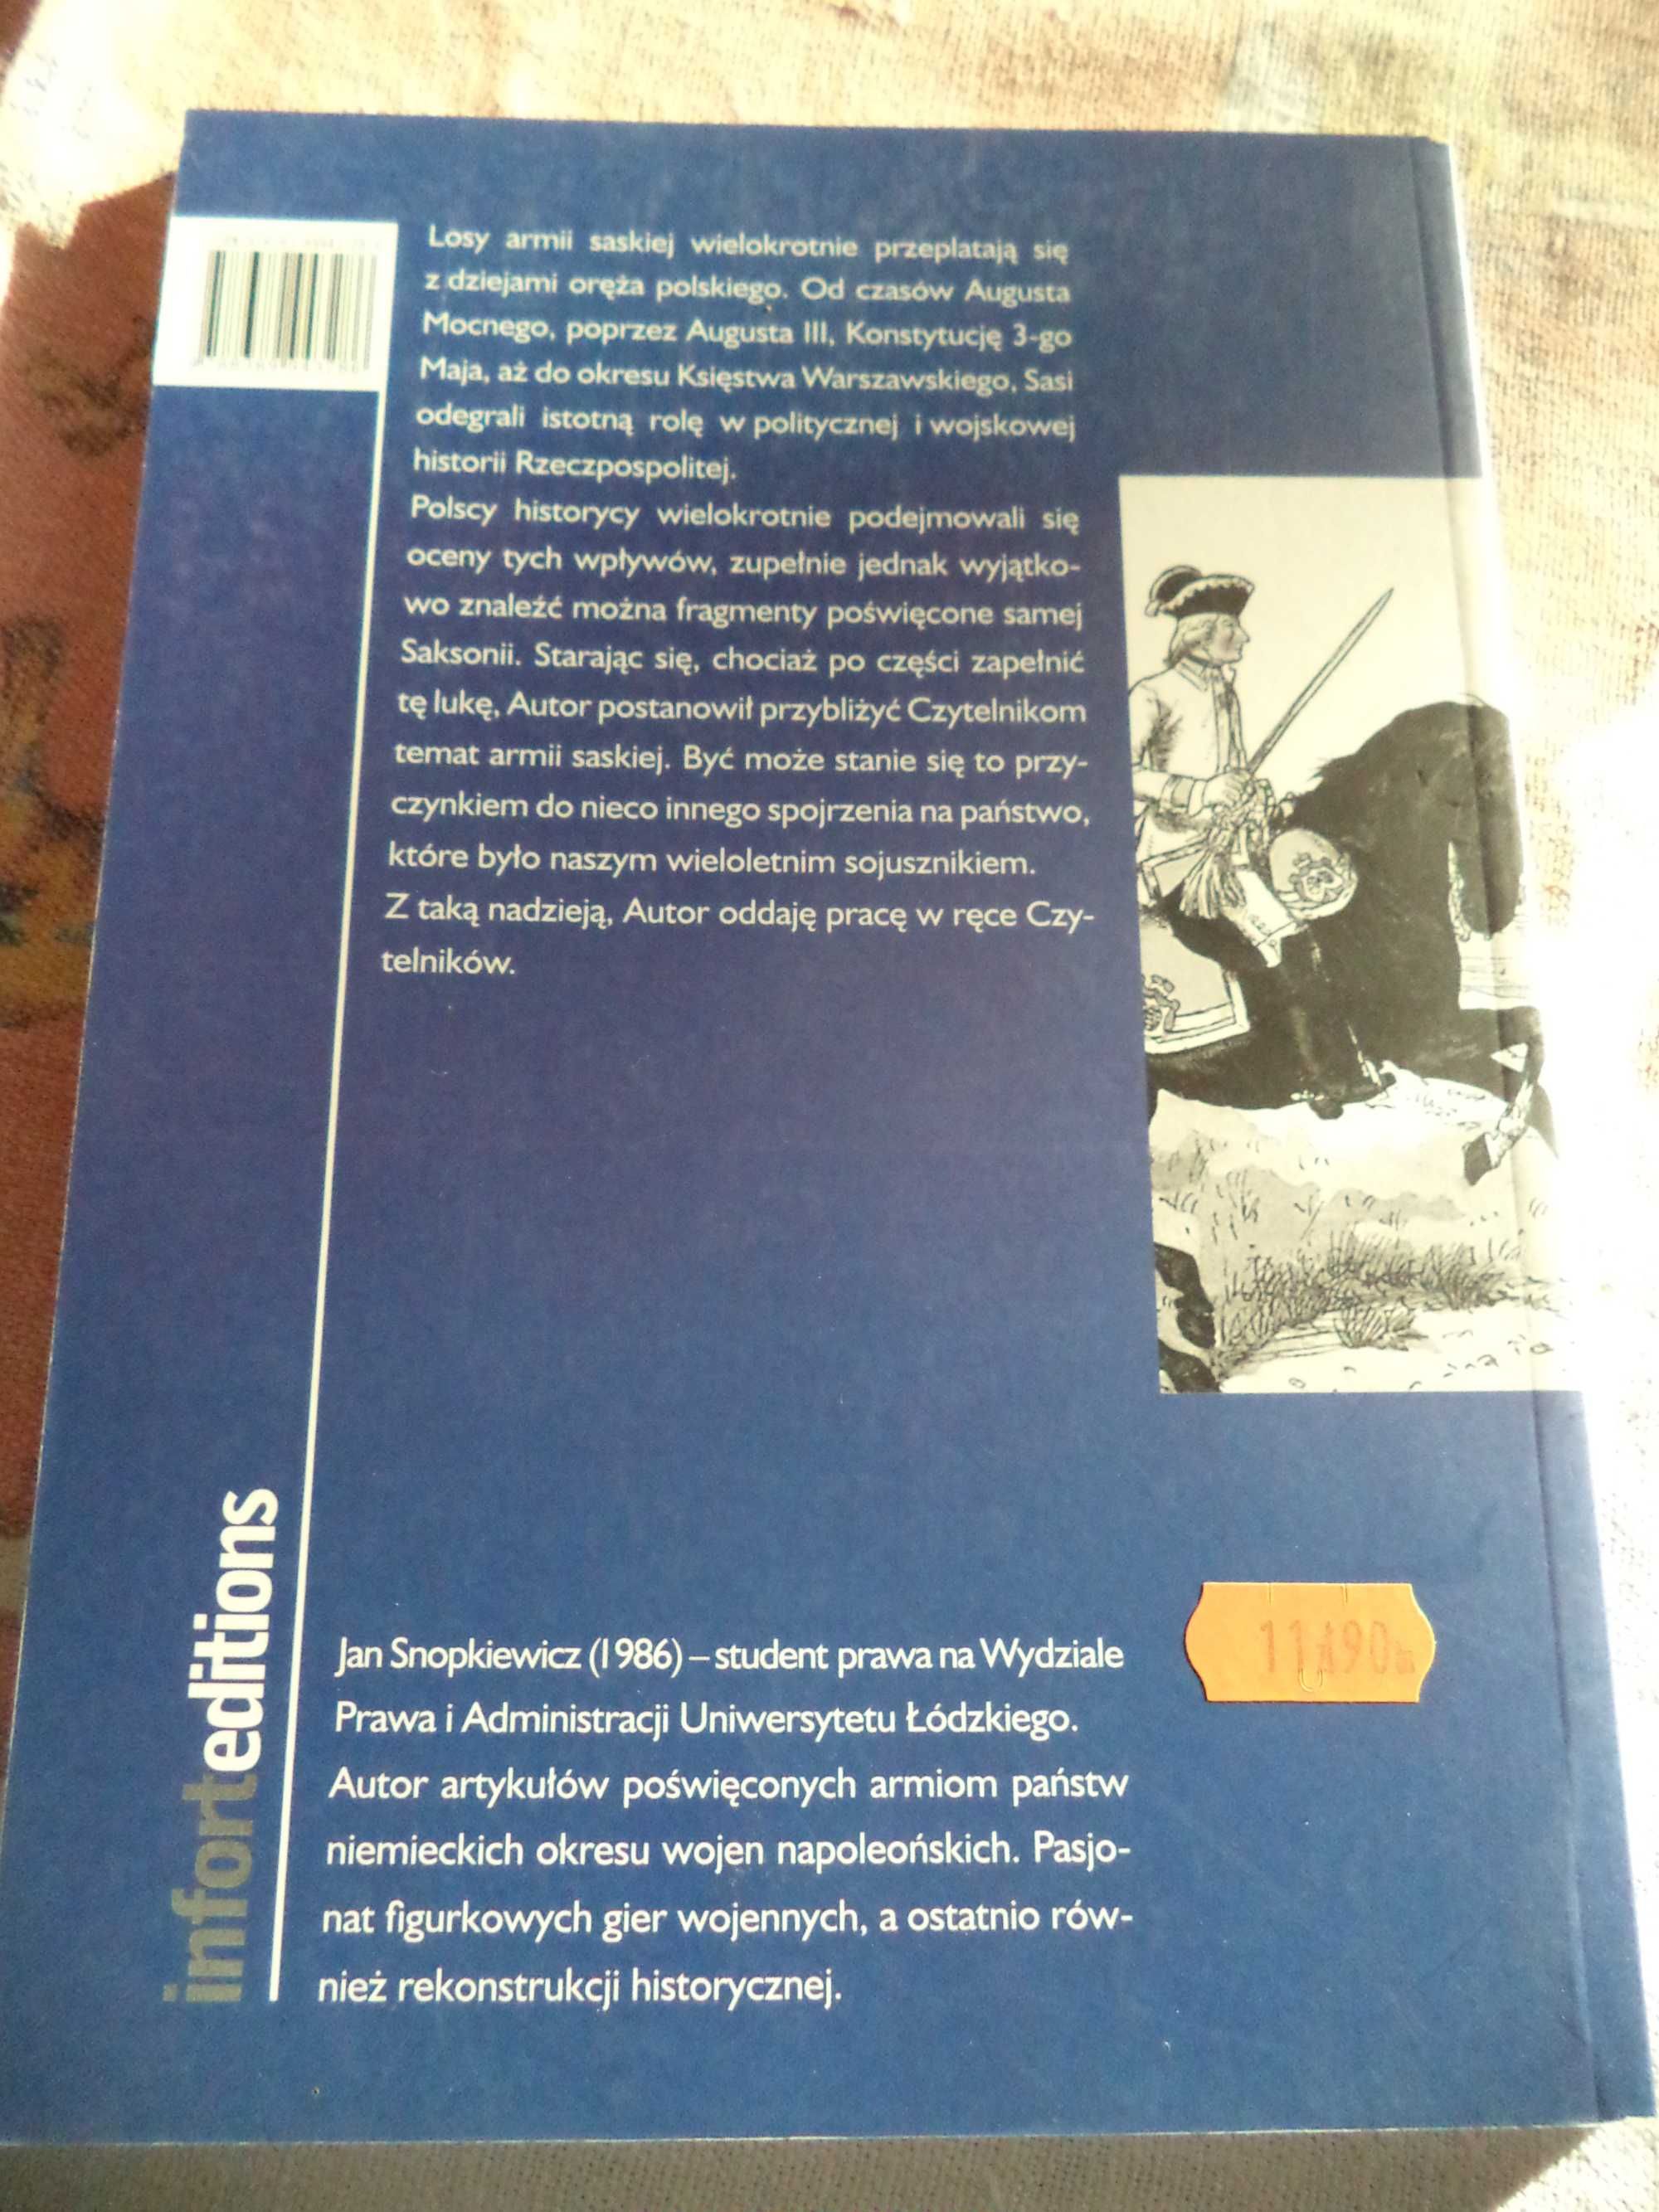 Losy armii saskiej wielokrotnie przeplatają się
z dziejami oręża polskiego. Od czasów Augusta
Mocnego, poprzez Augusta III, Konstytucję 3-go
Maja, aż do okresu Księstwa Warszawskiego, Sasi
odegrali istotną rolę w politycznej i wojskowej
historii Rzeczpospolitej.
Polscy historycy wielokrotnie podejmowali się
oceny tych wpływów, zupełnie jednak wyjątko-
wo znaleźć można fragmenty poświęcone samej
Saksonii. Starając się, chociaż po części zapełnić
tę lukę, Autor postanowił przybliżyć Czytelnikom
temat armii saskiej. Być może stanie się to przy-
czynkiem do nieco innego spojrzenia na państwo,
które było naszym wieloletnim sojusznikiem.
Z taką nadzieją, Autor oddaję pracę w ręce Czy-
telników.
inforteditions
Jan Snopkiewicz (1986) – student prawa na Wydziale
Prawa i Administracji Uniwersytetu Łódzkiego.
Autor artykułów poświęconych armiom państw
niemieckich okresu wojen napoleońskich. Pasjo-
nat figurkowych gier wojennych, a ostatnio rów-
nież rekonstrukcji historycznej.